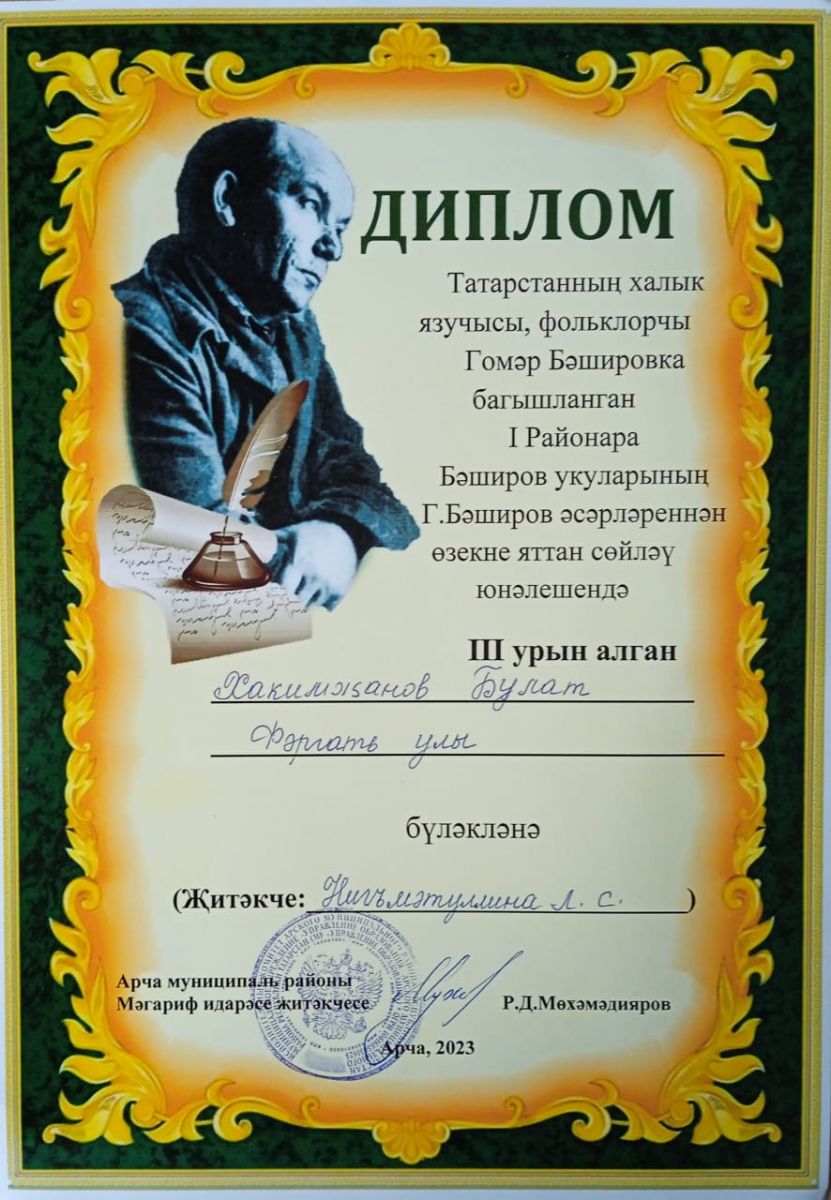 ДИПЛОМ
Татарстанның халык
язучысы, фольклорчы
Гомәр Бәшировка
багышланган
I Районара
Бәширов укуларының
Г.Бәширов әсәрләреннән
өзекне яттан сөйләү
юнәлешендә
III урын алган
Хакимҗанов Булат
Фәргать улы
бүләкләнә
(Җитәкче: Нигъмәтуллина Л. С.)
Арча муниципаль районы
Мәгариф идарәсе җитәкчесе
Р.Д.Мөхәмәдияров
Арча, 2023